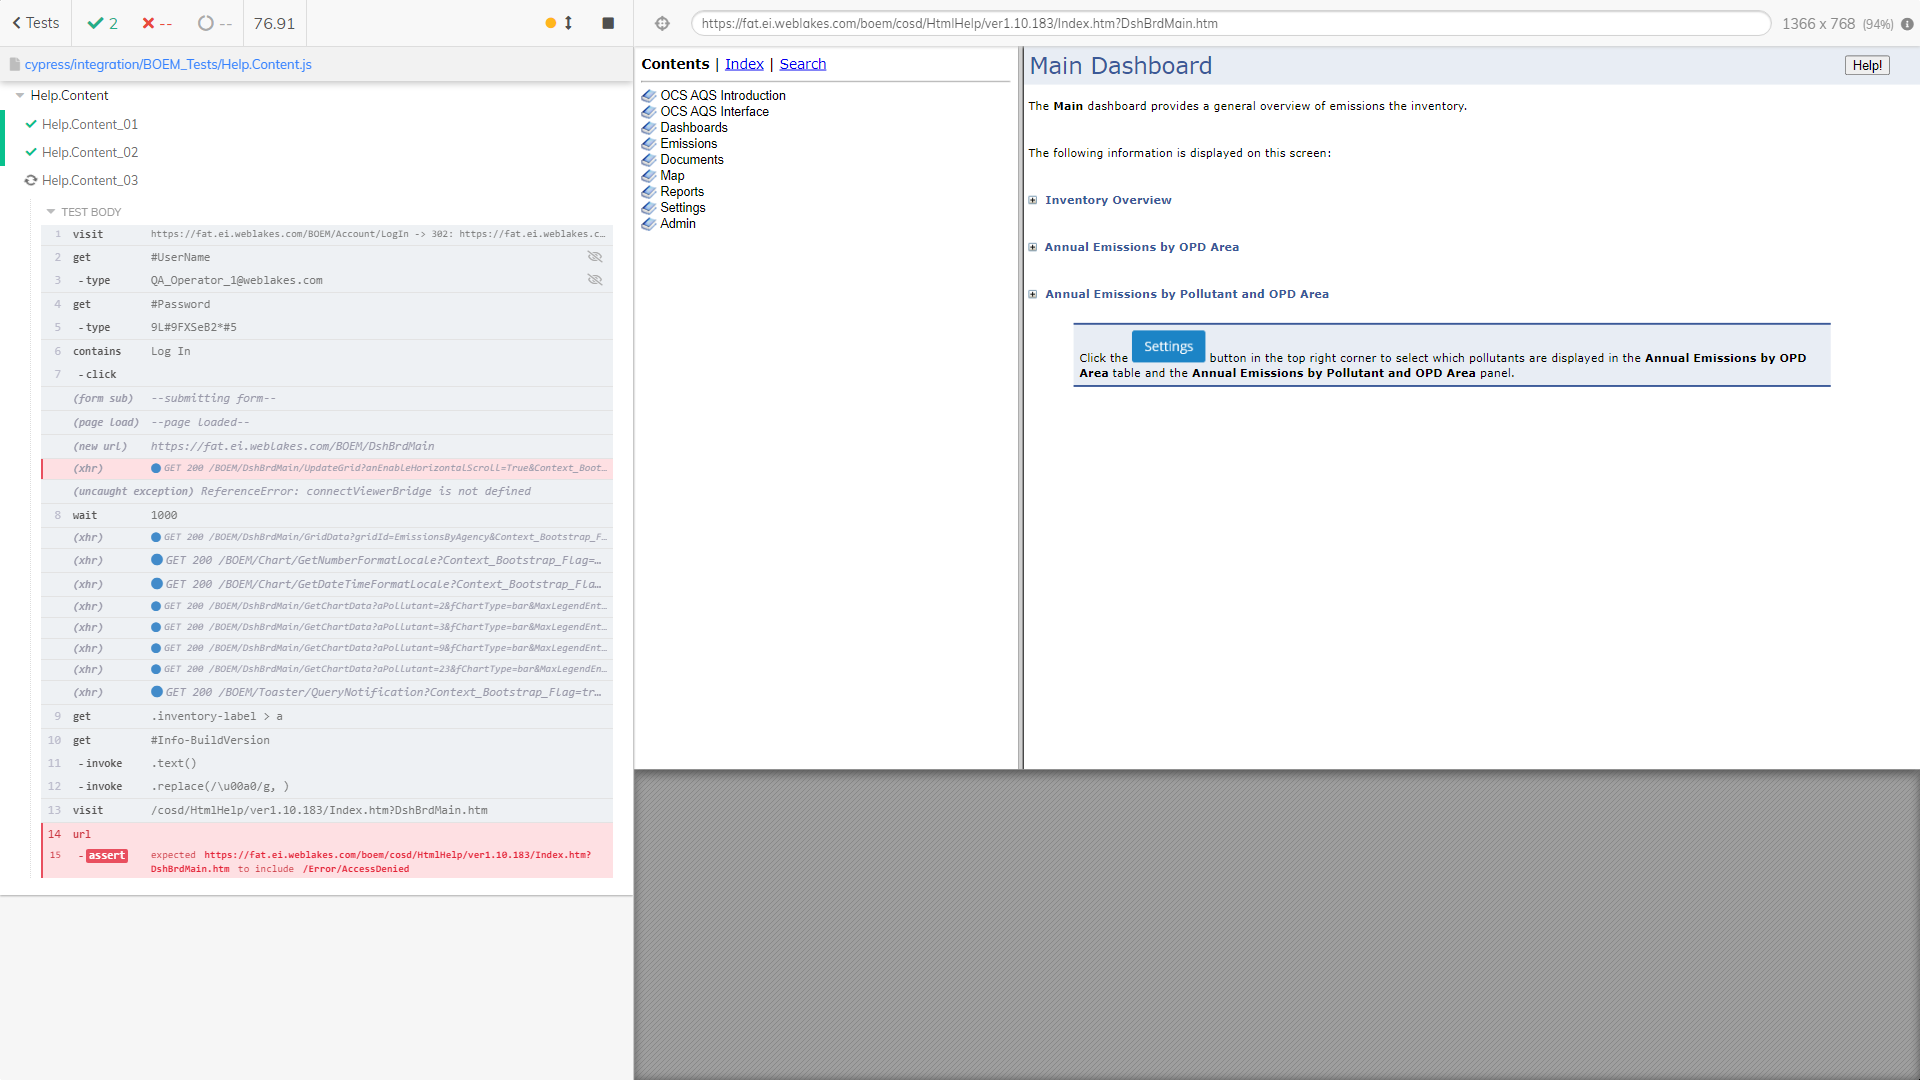 Tests
2
--
--
76.91
https://fat.ei.weblakes.com/boem/cosd/HtmlHelp/ver1.10.183/Index.htm?DshBrdMain.htm
1366 x 768 (94%)
cypress/integration/BOEM_Tests/Help.Content.js
Help.Content
Help.Content_01
Help.Content_02
Help.Content_03
TEST BODY
1 visit https://fat.ei.weblakes.com/BOEM/Account/LogIn -> 302: https://fat.ei.weblakes.c…
2 get #UserName
3 -type QA_Operator_1@weblakes.com
4 get #Password
5 -type 9L#9FXSeB2*#5
6 contains Log In
7 -click
(form sub) --submitting form--
(page load) --page loaded--
(new url) https://fat.ei.weblakes.com/BOEM/DshBrdMain
(xhr) GET 200 /BOEM/DshBrdMain/UpdateGrid?anEnableHorizontalScroll=True&Context_Boot…
(uncaught exception) ReferenceError: connectViewerBridge is not defined
8 wait 1000
(xhr) GET 200 /BOEM/DshBrdMain/GridData?gridId=EmissionsByAgency&Context_Bootstrap_F…
(xhr) GET 200 /BOEM/Chart/GetNumberFormatLocale?Context_Bootstrap_Flag=…
(xhr) GET 200 /BOEM/Chart/GetDateTimeFormatLocale?Context_Bootstrap_Fla…
(xhr) GET 200 /BOEM/DshBrdMain/GetChartData?aPollutant=2&fChartType=bar&MaxLegendEnt…
(xhr) GET 200 /BOEM/DshBrdMain/GetChartData?aPollutant=3&fChartType=bar&MaxLegendEnt…
(xhr) GET 200 /BOEM/DshBrdMain/GetChartData?aPollutant=9&fChartType=bar&MaxLegendEnt…
(xhr) GET 200 /BOEM/DshBrdMain/GetChartData?aPollutant=23&fChartType=bar&MaxLegendEn…
(xhr) GET 200 /BOEM/Toaster/QueryNotification?Context_Bootstrap_Flag=tr…
9 get .inventory-label > a
10 get #Info-BuildVersion
11 -invoke .text()
12 -invoke .replace(/\u00a0/g, )
13 visit /cosd/HtmlHelp/ver1.10.183/Index.htm?DshBrdMain.htm
14 url
15 -assert expected https://fat.ei.weblakes.com/boem/cosd/HtmlHelp/ver1.10.183/Index.htm?
DshBrdMain.htm to include /Error/AccessDenied
Contents | Index | Search
OCS AQS Introduction
OCS AQS Interface
Dashboards
Emissions
Documents
Map
Reports
Settings
Admin
Main Dashboard
Help!
The Main dashboard provides a general overview of emissions the inventory.
The following information is displayed on this screen:
Inventory Overview
Annual Emissions by OPD Area
Annual Emissions by Pollutant and OPD Area
Click the Settings button in the top right corner to select which pollutants are displayed in the Annual Emissions by OPD
Area table and the Annual Emissions by Pollutant and OPD Area panel.